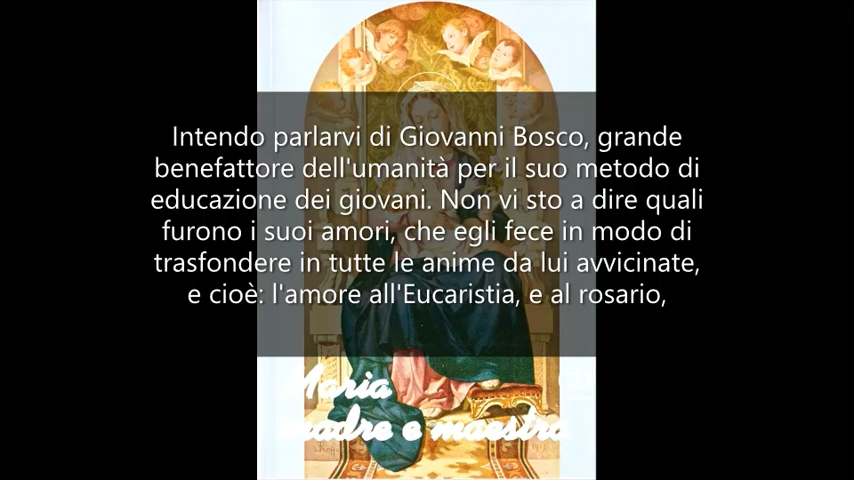 Intendo parlarvi di Giovanni Bosco, grande
benefattore dell'umanità per il suo metodo di
educazione dei giovani. Non vi sto a dire quali
furono i suoi amori, che egli fece in modo di
trasfondere in tutte le anime da lui avvicinate,
e cioè: l'amore all'Eucaristia, e al rosario,
Maria
madre e maestra